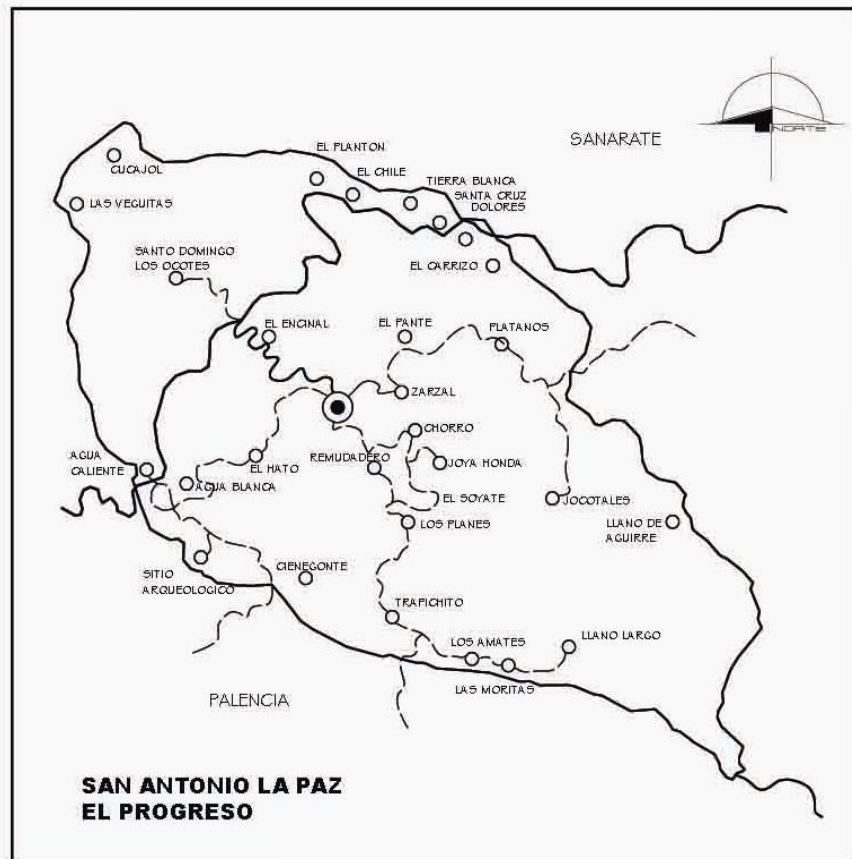 NORTE
SANARATE
EL PLANTON
CUCAJOL
EL CHILE
TIERRA BLANCA
LAS VEGUITAS
SANTA CRUZ
DOLORES
SANTO DOMINGO
LOS OCOTES
EL CARRIZO
EL ENCINAL
EL PANTE
PLATANOS
ZARZAL
CHORRO
AGUA
CALIENTE
EL HATO
REMUDADERO
JOYA HONDA
AGUA BLANCA
EL SOYATE
JOCOTALES
LOS PLANES
LLANO DE
AGUIRRE
SITIO
ARQUEOLOGICO
CIENEGONTE
TRAPICHITO
LOS AMATES
LLANO LARGO
LAS MORITAS
PALENCIA
SAN ANTONIO LA PAZ
EL PROGRESO